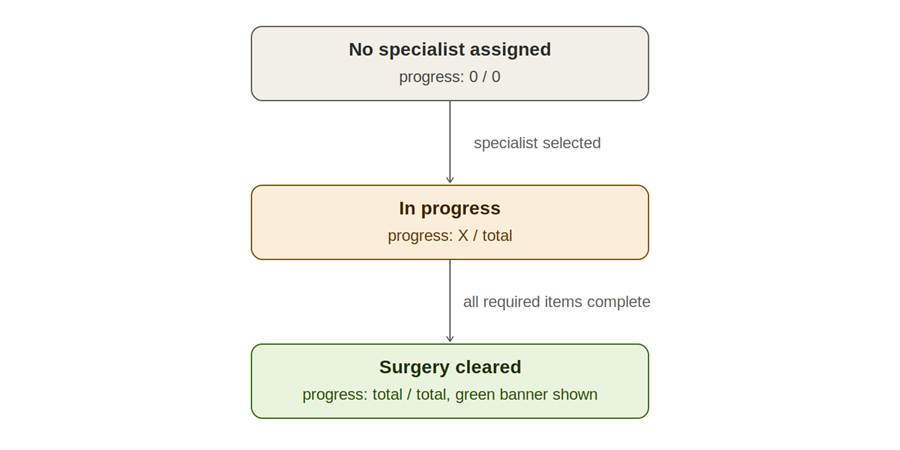 No specialist assigned
progress: 0 / 0
specialist selected
In progress
progress: X / total
all required items complete
Surgery cleared
progress: total / total, green banner shown